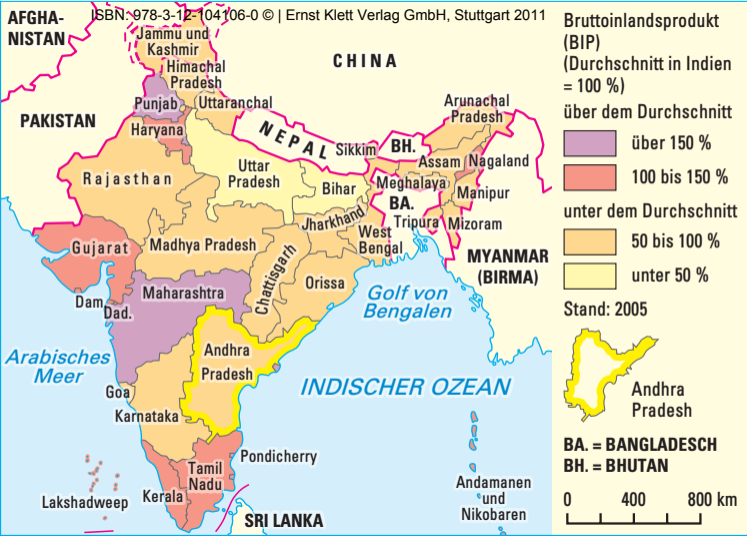 ISBN: 978-3-12-104106-0 © | Ernst Klett Verlag GmbH, Stuttgart 2011
AFGHA-
NISTAN
Jammu und
Kashmir
Himachal
Pradesh
CHINA
PAKISTAN
Punjab
Uttaranchal
Haryana
NEPAL
Sikkim
BH.
Arunachal
Pradesh
Rajasthan
Uttar
Pradesh
Bihar
Assam
Nagaland
Meghalaya
Manipur
BA.
Tripura
Mizoram
Jharkhand
West
Bengal
Gujarat
Madhya Pradesh
Chattisgarh
Orissa
MYANMAR
(BIRMA)
Dam.
Dad.
Maharashtra
Golf von
Bengalen
Arabisches
Meer
Andhra
Pradesh
INDISCHER OZEAN
Goa
Karnataka
Pondicherry
Tamil
Nadu
Kerala
Lakshadweep
SRI LANKA
Andamanen
und
Nikobaren
Bruttoinlandsprodukt
(BIP)
(Durchschnitt in Indien
= 100 %)
über dem Durchschnitt
über 150 %
100 bis 150 %
unter dem Durchschnitt
50 bis 100 %
unter 50 %
Stand: 2005
Andhra
Pradesh
BA. = BANGLADESCH
BH. = BHUTAN
0 400 800 km